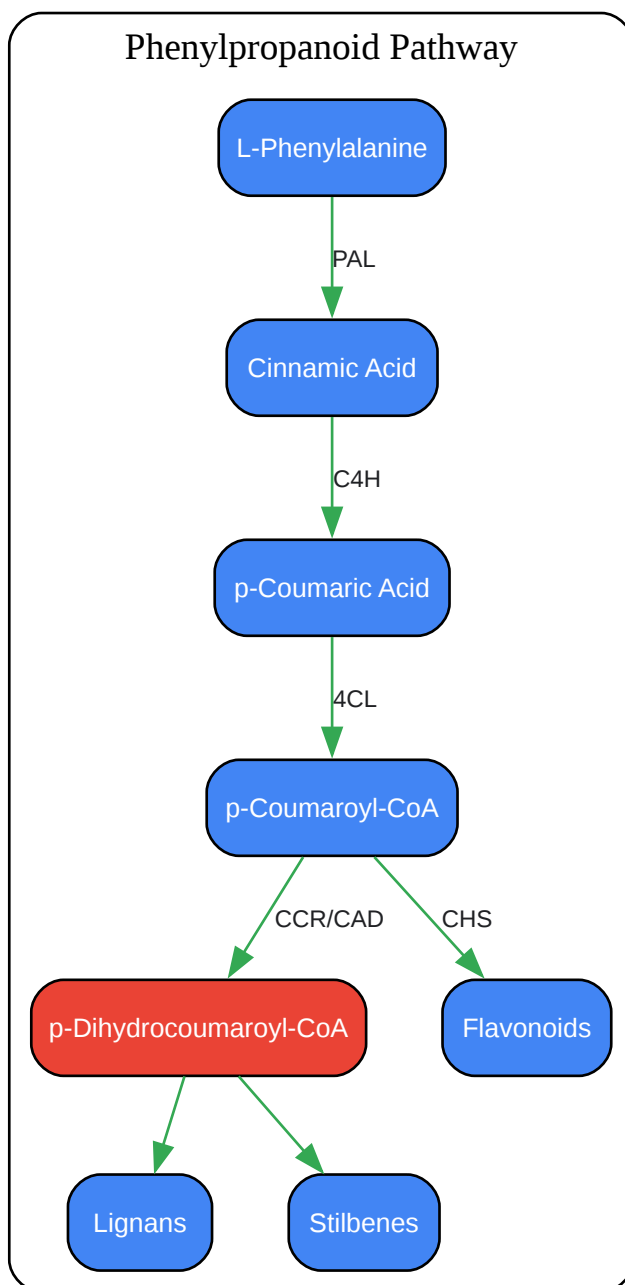 Phenylpropanoid Pathway
L-Phenylalanine
PAL
Cinnamic Acid
C4H
p-Coumaric Acid
4CL
p-Coumaroyl-CoA
CCR/CAD
CHS
p-Dihydrocoumaroyl-CoA
Flavonoids
Lignans
Stilbenes